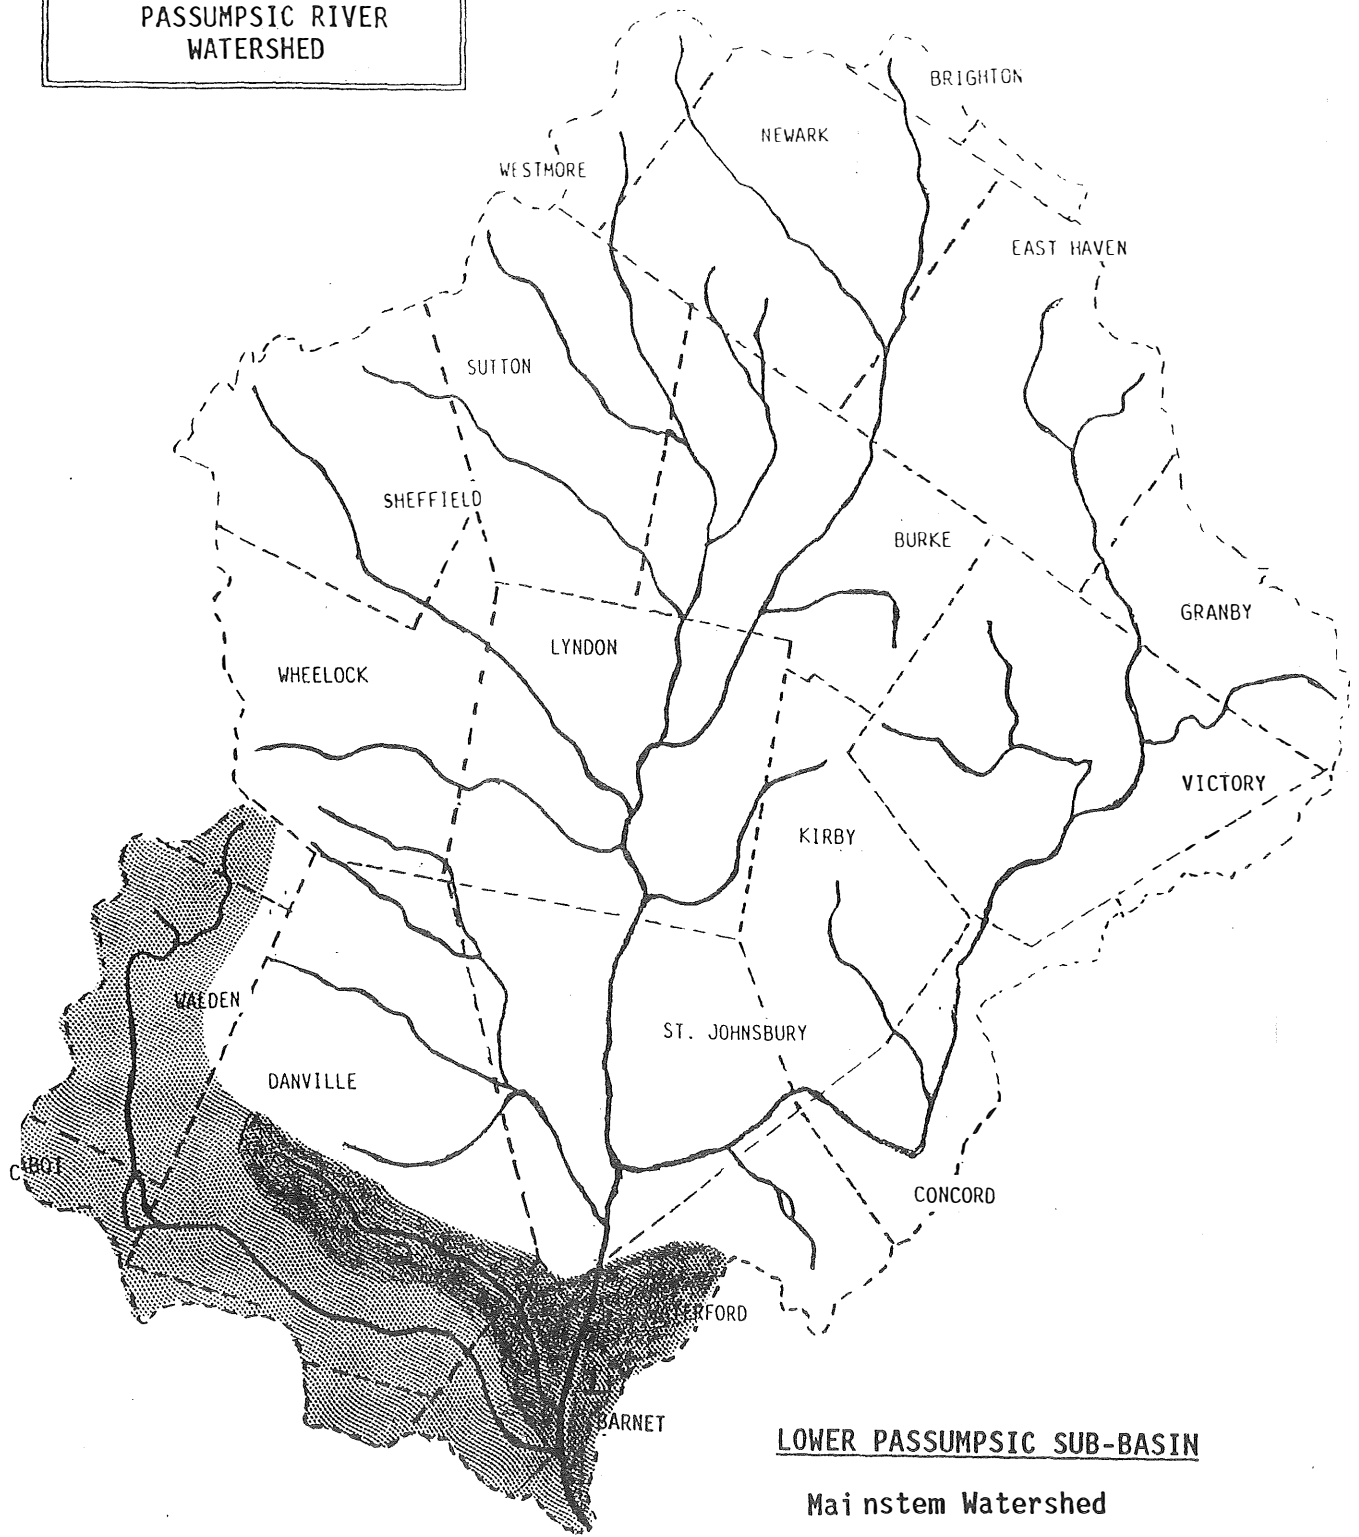 PASSUMPSIC RIVER
WATERSHED
BRIGHTON
NEWARK
WESTMORE
EAST HAVEN
SUTTON
SHEFFIELD
BURKE
GRANBY
LYNDON
WHEELOCK
VICTORY
KIRBY
WALDEN
ST. JOHNSBURY
DANVILLE
CONCORD
BARNET
LOWER PASSUMPSIC SUB-BASIN
Mainstem Watershed